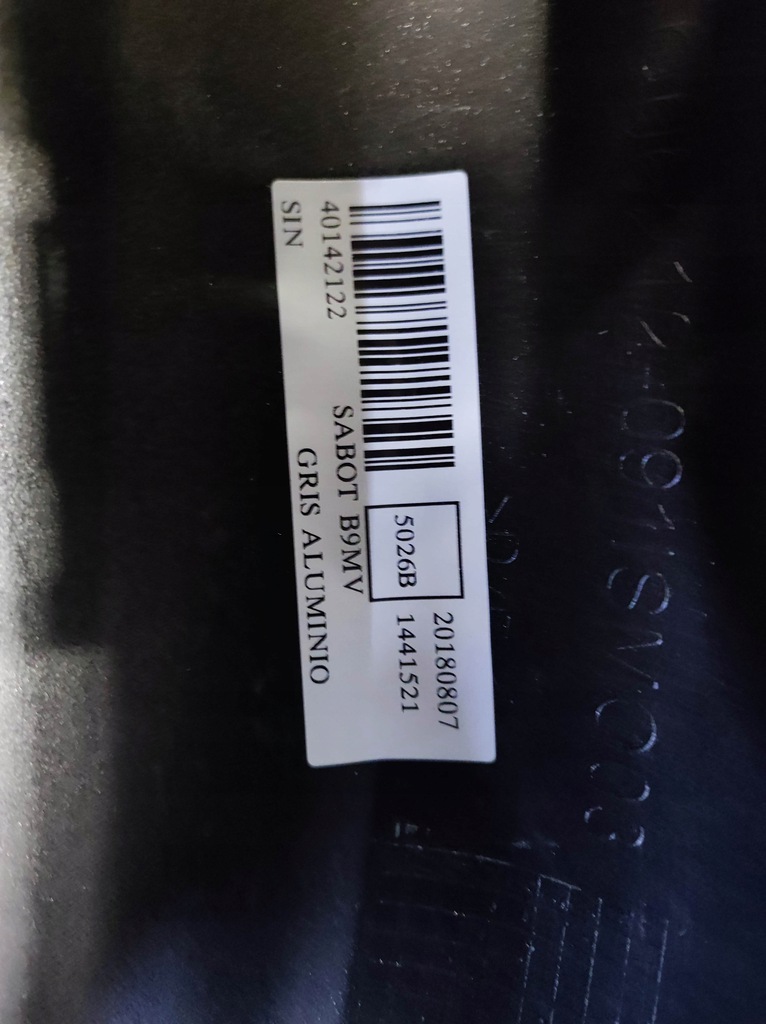 20180807
5026B 1441521
40142122 SABOT B9MV
SIN GRIS ALUMINIO